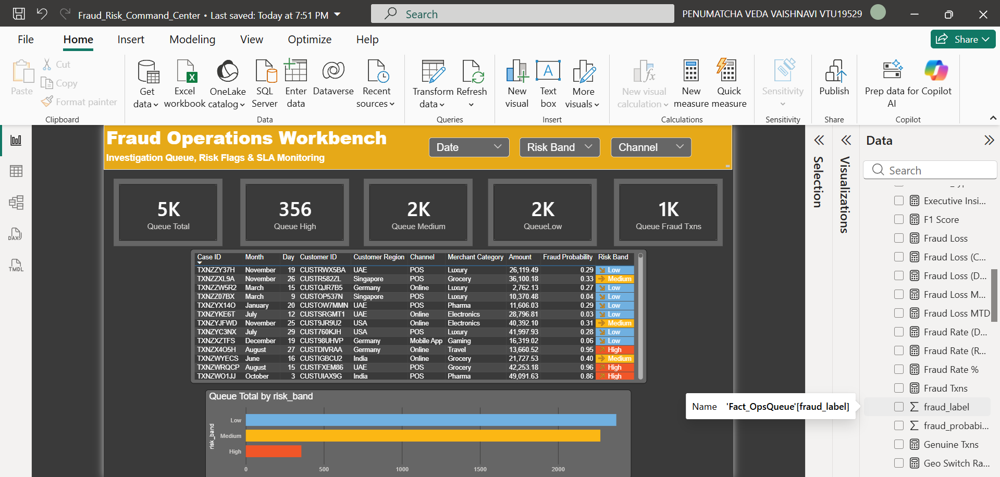 Fraud_Risk_Command_Center • Last saved: Today at 7:51 PM
Search
PENUMATCHA VEDA VAISHNAVI VTU19529
File
Home
Insert
Modeling
View
Optimize
Help
Share
Paste
Cut
Copy
Format painter
Clipboard
Get data
Excel workbook
OneLake catalog
SQL Server
Enter data
Dataverse
Recent sources
Data
Transform data
Refresh
Queries
New visual
Text box
More visuals
Insert
New visual calculation
New measure
Quick measure
Calculations
Sensitivity
Sensitivity
Publish
Share
Prep data for AI
Copilot
Copilot
DAX
TMDL
Fraud Operations Workbench
Investigation Queue, Risk Flags & SLA Monitoring
Date
Risk Band
Channel
5K
Queue Total
356
Queue High
2K
Queue Medium
2K
QueueLow
1K
Queue Fraud Txns
Case ID Month Day Customer ID Customer Region Channel Merchant Category Amount Fraud Probability Risk Band
TXNZZY37H November 19 CUSTRWX5BA UAE POS Luxury 26,119.49 0.29 Low
TXNZZXL9A November 26 CUSTR582ZL Singapore POS Grocery 36,100.18 0.33 Medium
TXNZZW5R2 March 15 CUSTQJR7B5 Germany Online Luxury 2,762.13 0.27 Low
TXNZZ07BX March 9 CUSTOP537N Singapore POS Luxury 10,370.48 0.04 Low
TXNZYX14O January 20 CUSTOW7MMN UAE POS Pharma 11,606.03 0.29 Low
TXNZYKE6T July 12 CUSTSRGMT1 UAE Online Electronics 28,796.81 0.03 Low
TXNZYJFWD November 25 CUST9JR9U2 USA Online Electronics 40,392.10 0.31 Medium
TXNZYC3NX July 29 CUST760KJH USA POS Luxury 41,997.93 0.28 Low
TXNZXZTFS December 19 CUST98UHVP Germany Mobile App Gaming 16,319.02 0.06 Low
TXNZX4O5H August 27 CUSTDIVRAA Germany Online Travel 13,660.52 0.95 High
TXNZWYECS June 16 CUSTIGBCU2 India Online Grocery 21,727.53 0.40 Medium
TXNZWRQCP August 15 CUSTFXEM86 UAE POS Grocery 42,253.18 0.96 High
TXNZWO1JJ October 3 CUSTUIAX9G India POS Pharma 49,091.63 0.86 High
Queue Total by risk_band
risk_band
Low
Medium
High
0 500 1000 1500 2000
Selection
Visualizations
Data
Search
Executive Insi...
F1 Score
Fraud Loss
Fraud Loss (C...
Fraud Loss (D...
Fraud Loss M...
Fraud Loss MTD
Fraud Rate (D...
Fraud Rate (R...
Fraud Rate %
Fraud Txns
fraud_label
fraud_probabi...
Genuine Txns
Geo Switch Ra...
Name 'Fact_OpsQueue'[fraud_label]